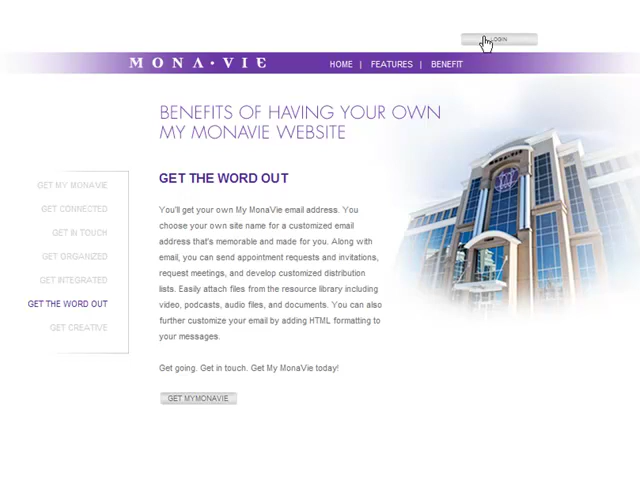 LOGIN
MONA·VIE
HOME | FEATURES | BENEFIT
BENEFITS OF HAVING YOUR OWN
MY MONAVIE WEBSITE
GET MY MONAVIE
GET CONNECTED
GET IN TOUCH
GET ORGANIZED
GET INTEGRATED
GET THE WORD OUT
GET CREATIVE
GET THE WORD OUT
You'll get your own My MonaVie email address. You
choose your own site name for a customized email
address that's memorable and made for you. Along with
email, you can send appointment requests and invitations,
request meetings, and develop customized distribution
lists. Easily attach files from the resource library including
video, podcasts, audio files, and documents. You can also
further customize your email by adding HTML formatting to
your messages.
Get going. Get in touch. Get My MonaVie today!
GET MYMONAVIE
MONA·VIE